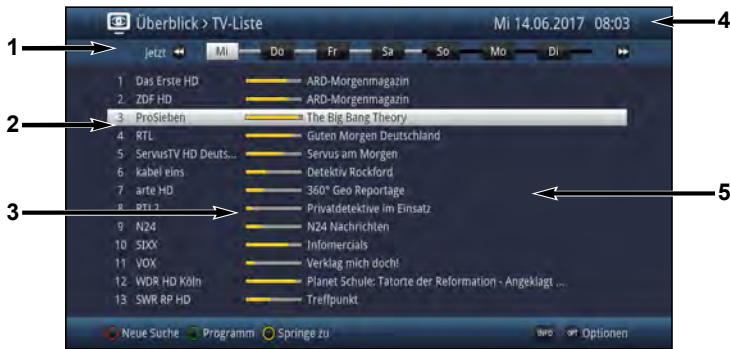 Überblick > TV-Liste Mi 14.06.2017 08:03 4
1 Jetzt Mi Do Fr Sa So Mo Di
1 Das Erste HD ARD-Morgenmagazin
2 ZDF HD ARD-Morgenmagazin
2 3 ProSieben The Big Bang Theory
4 RTL Guten Morgen Deutschland
5 ServusTV HD Deuts... Servus am Morgen
6 kabel eins Detektiv Rockford
7 arte HD 360° Geo Reportage 5
3 8 RTL2 Privatdetektive im Einsatz
9 N24 N24 Nachrichten
10 SIXX Infomercials
11 VOX Verklag mich doch!
12 WDR HD Köln Planet Schule: Tatorte der Reformation - Angeklagt ...
13 SWR RP HD Treffpunkt
Neue Suche Programm Springe zu INFO OPT Optionen